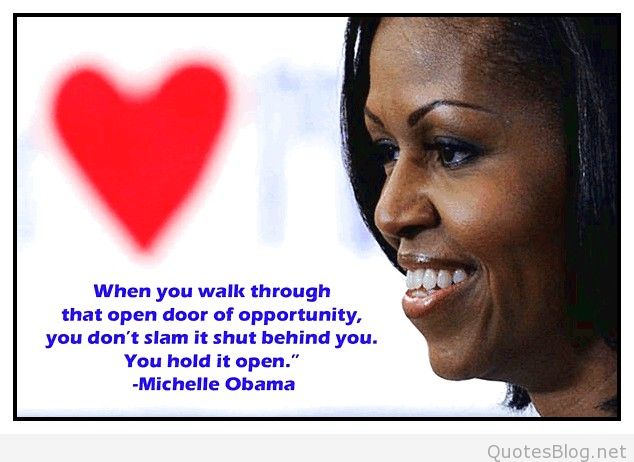 When you walk through
that open door of opportunity,
you don't slam it shut behind you.
You hold it open."
-Michelle Obama
QuotesBlog.net